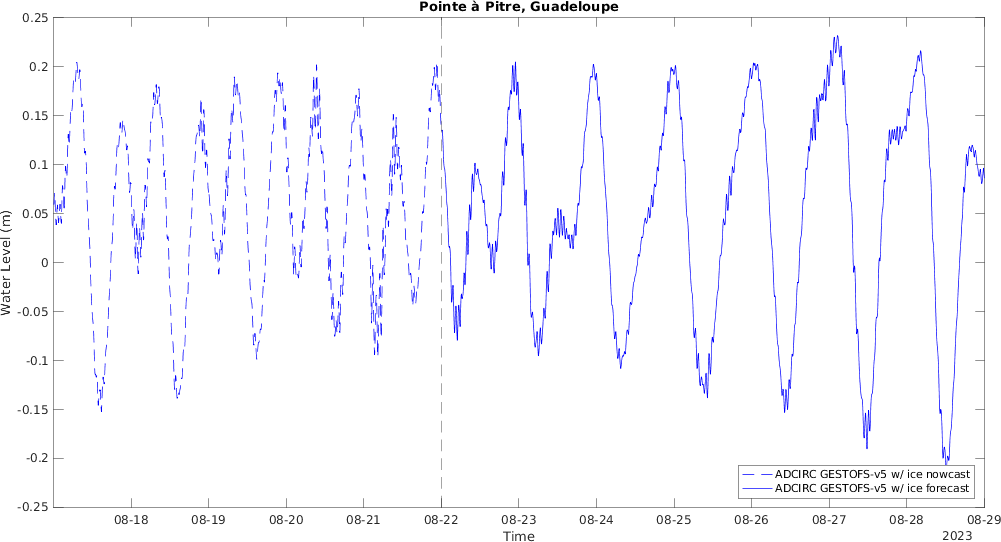 Pointe à Pitre, Guadeloupe
0.25
0.2
0.15
0.1
0.05
0
-0.05
-0.1
-0.15
-0.2
-0.25
Water Level (m)
ADCIRC GESTOFS-v5 w/ ice nowcast
ADCIRC GESTOFS-v5 w/ ice forecast
08-18 08-19 08-20 08-21 08-22 08-23 08-24 08-25 08-26 08-27 08-28 08-29
Time
2023